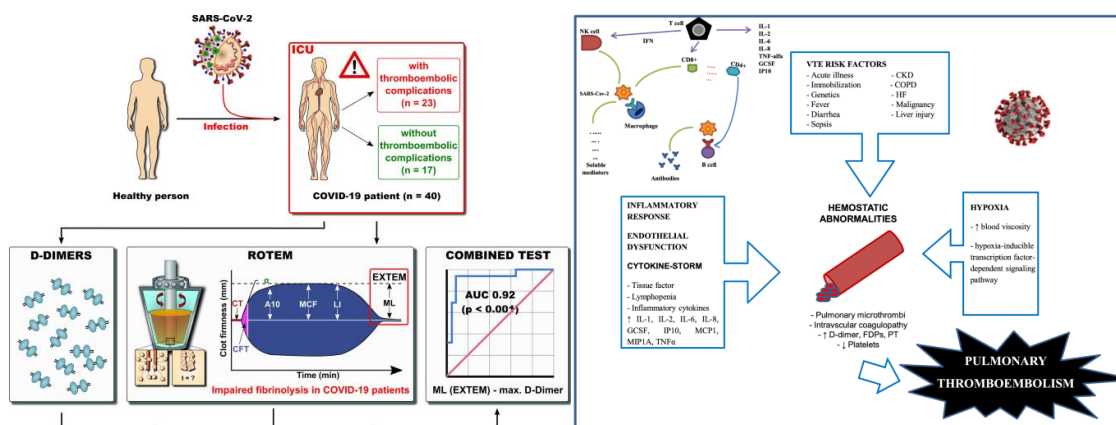 SARS-CoV-2
ICU
with
thromboembolic
complications
(n = 23)
without
thromboembolic
complications
(n = 17)
Infection
Healthy person
COVID-19 patient (n = 40)
D-DIMERS
t = ?
ROTEM
Clot firmness (mm)
CT
α
CFT
A10
MCF
LI
EXTEM
ML
Time (min)
Impaired fibrinolysis in COVID-19 patients
COMBINED TEST
AUC 0.92
(p < 0.001)
ML (EXTEM) - max. D-Dimer
NK cell
T cell
IFN
IL-1
IL-2
IL-6
IL-8
TNF-alfa
GCSF
IP10
CD8+
CD4+
SARS-Cov-2
Macrophage
Soluble
mediators
B cell
Antibodies
VTE RISK FACTORS
- Acute illness
- Immobilization
- Genetics
- Fever
- Diarrhea
- Sepsis
- CKD
- COPD
- HF
- Malignancy
- Liver injury
INFLAMMATORY
RESPONSE
ENDOTHELIAL
DYSFUNCTION
CYTOKINE-STORM
- Tissue factor
- Lymphopenia
- Inflammatory cytokines
↑ IL-1, IL-2, IL-6, IL-8,
GCSF, IP10, MCP1,
MIP1A, TNFα
HEMOSTATIC
ABNORMALITIES
- Pulmonary microthrombi
- Intravscular coagulopathy
- ↑ D-dimer, FDPs, PT
- ↓ Platelets
HYPOXIA
- ↑ blood viscosity
- hypoxia-inducible
transcription factor-
dependent signaling
pathway
PULMONARY
THROMBOEMBOLISM